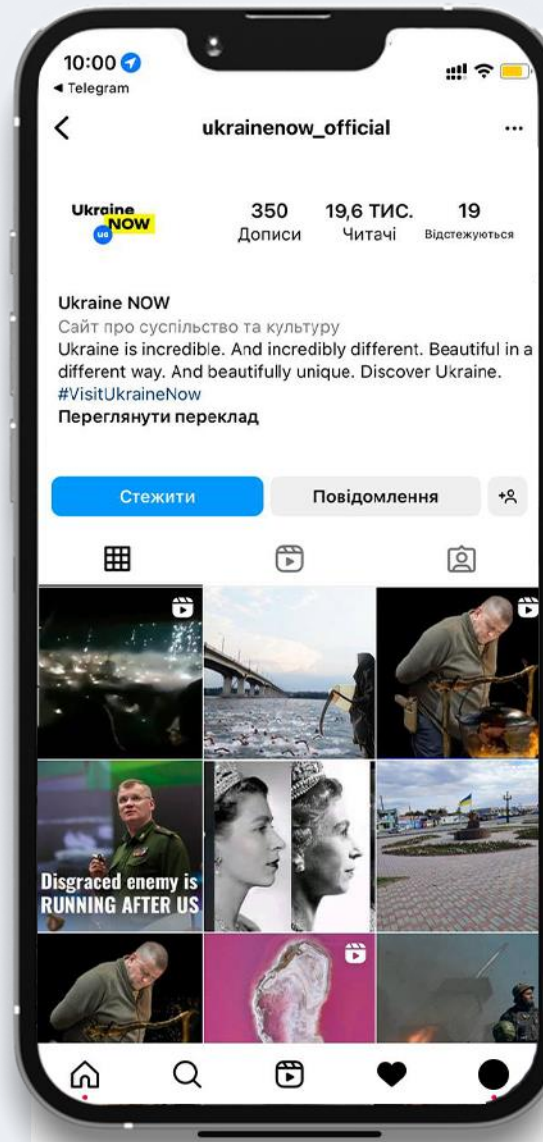 10:00
◀ Telegram
ukrainenow_official
Ukraine
NOW
ua
350
Дописи
19,6 ТИС.
Читачі
19
Відстежуються
Ukraine NOW
Сайт про суспільство та культуру
Ukraine is incredible. And incredibly different. Beautiful in a
different way. And beautifully unique. Discover Ukraine.
#VisitUkraineNow
Переглянути переклад
Стежити
Повідомлення
Disgraced enemy is
RUNNING AFTER US